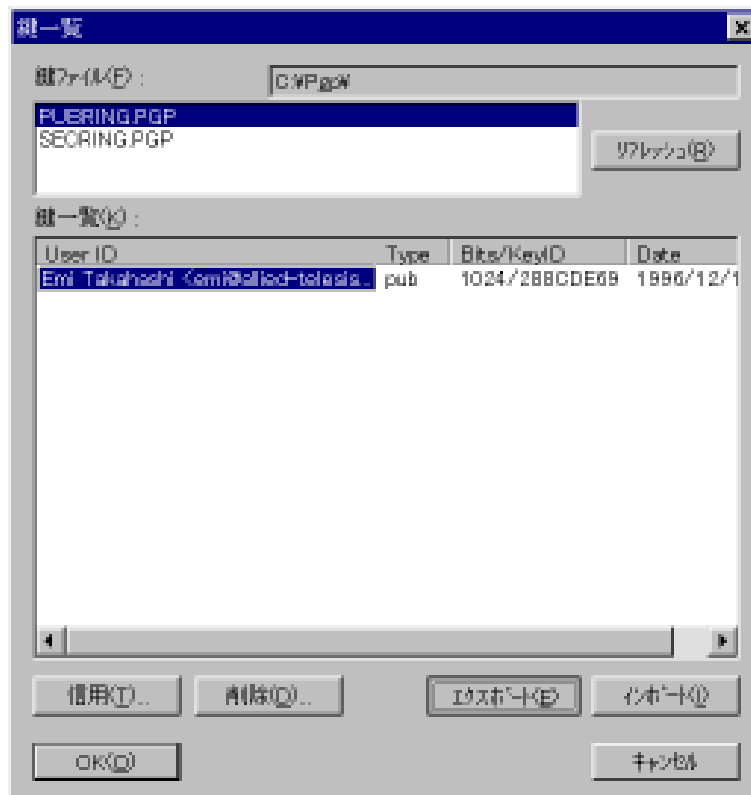 鍵一覧
鍵ファイル(F) : C:¥Pgp¥
PUBRING.PGP
SECRING.PGP
リフレッシュ(R)
鍵一覧(K) :
User ID Type Bits/KeyID Date
Emi Takahashi <emi@allied-telesis... pub 1024/288CDE69 1996/12/1
信用(T)... 削除(D)... エクスポート(E) インポート(I)
OK(O) キャンセル